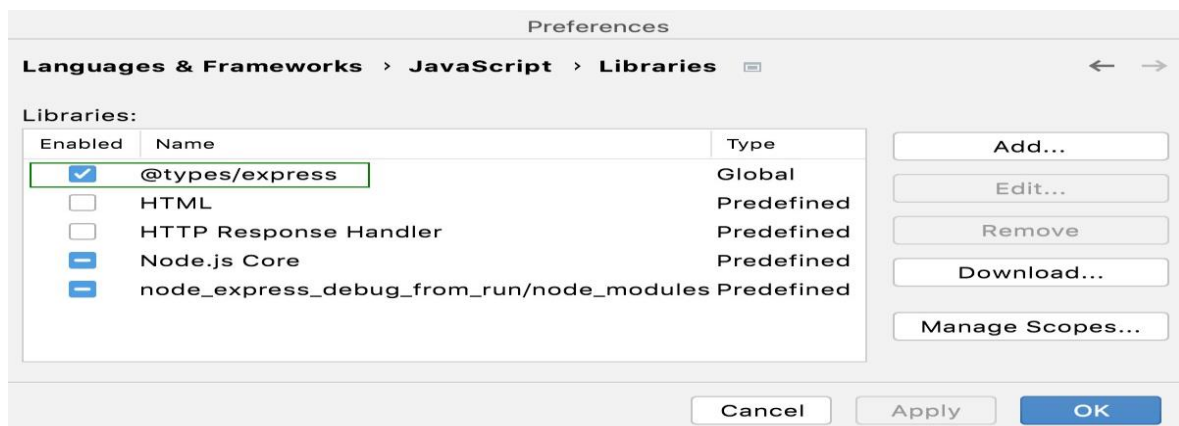 Preferences
Languages & Frameworks › JavaScript › Libraries
Libraries:
Enabled Name Type
@types/express Global
HTML Predefined
HTTP Response Handler Predefined
Node.js Core Predefined
node_express_debug_from_run/node_modules Predefined
Add...
Edit...
Remove
Download...
Manage Scopes...
Cancel Apply OK